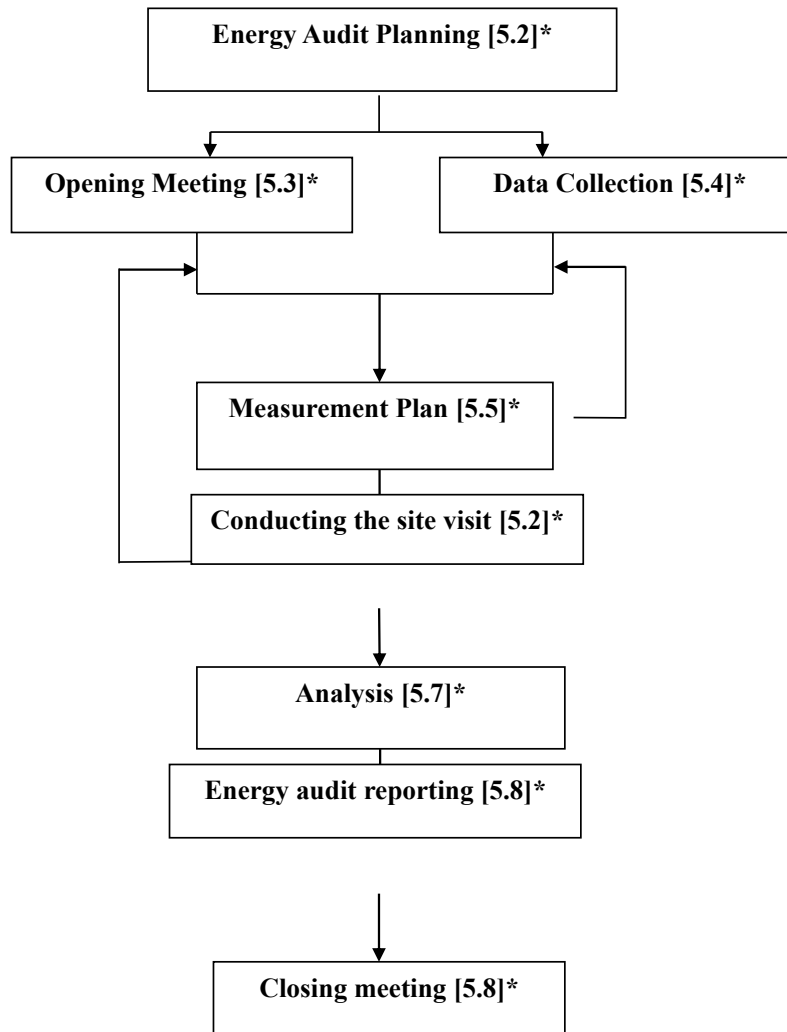 Energy Audit Planning [5.2]*
Opening Meeting [5.3]*
Data Collection [5.4]*
Measurement Plan [5.5]*
Conducting the site visit [5.2]*
Analysis [5.7]*
Energy audit reporting [5.8]*
Closing meeting [5.8]*